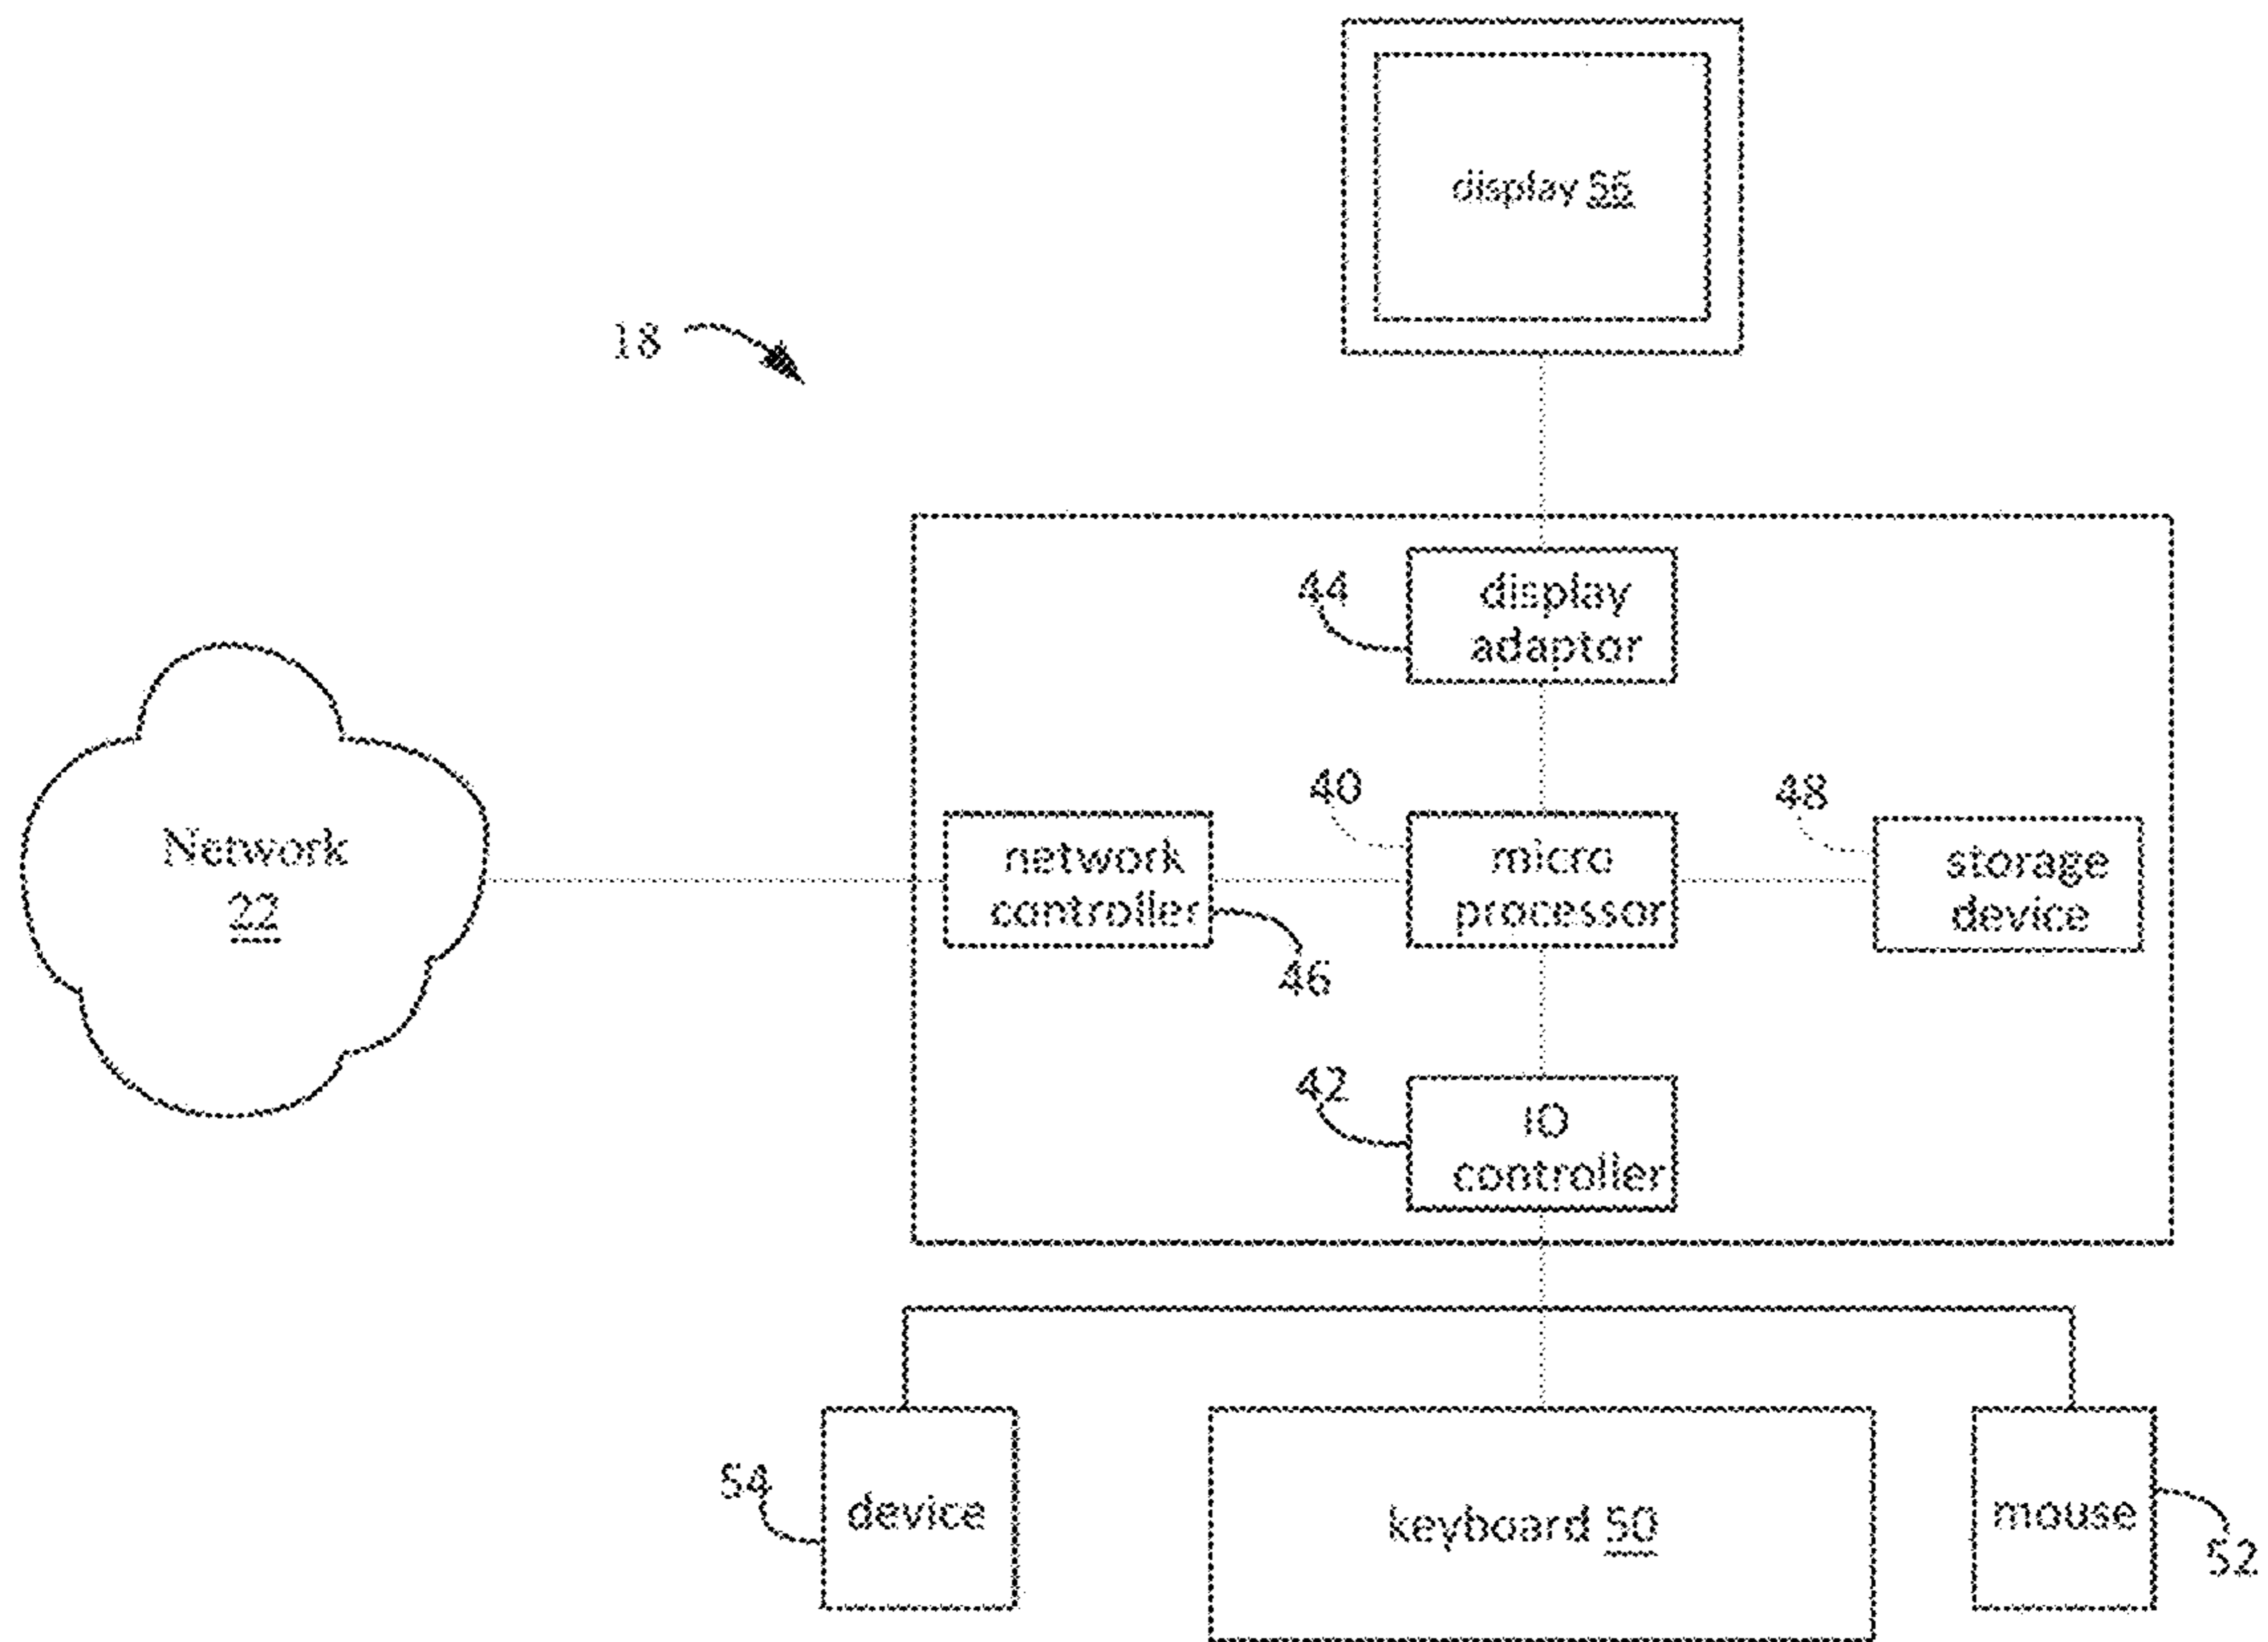 display 56
18
44
display
adaptor
40
48
Network
22
network
controller
micro
processor
storage
device
46
42
IO
controller
54
device
keyboard 50
mouse
52